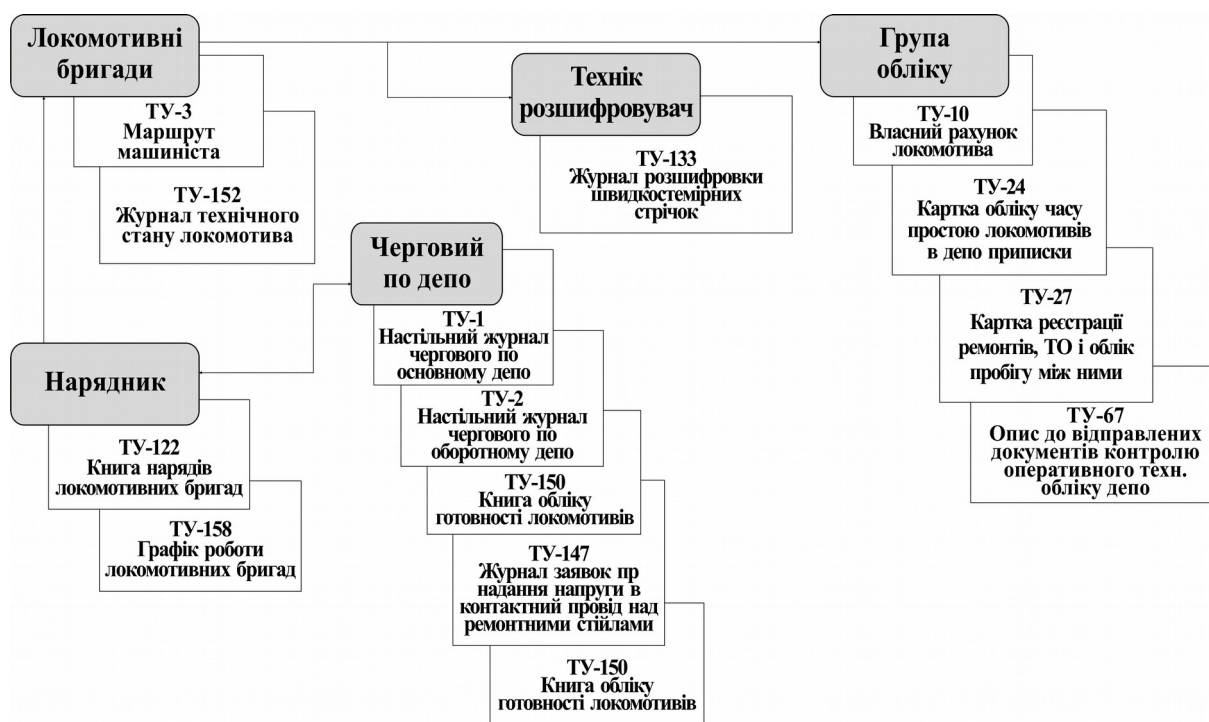 Локомотивні
бригади
ТУ-3
Маршрут
машиніста
ТУ-152
Журнал технічного
стану локомотива
Технік
розшифровувач
ТУ-133
Журнал розшифровки
швидкостемірних
стрічок
Група
обліку
ТУ-10
Власний рахунок
локомотива
ТУ-24
Картка обліку часу
простою локомотивів
в депо приписки
ТУ-27
Картка реєстрації
ремонтів, ТО і облік
пробігу між ними
ТУ-67
Опис до відправлених
документів контролю
оперативного техн.
обліку депо
Черговий
по депо
ТУ-1
Настільний журнал
чергового по
основному депо
ТУ-2
Настільний журнал
чергового по
оборотному депо
ТУ-150
Книга обліку
готовності локомотивів
ТУ-147
Журнал заявок пр
надання напруги в
контактний провід над
ремонтними стійлами
ТУ-150
Книга обліку
готовності локомотивів
Нарядник
ТУ-122
Книга нарядів
локомотивних бригад
ТУ-158
Графік роботи
локомотивних бригад